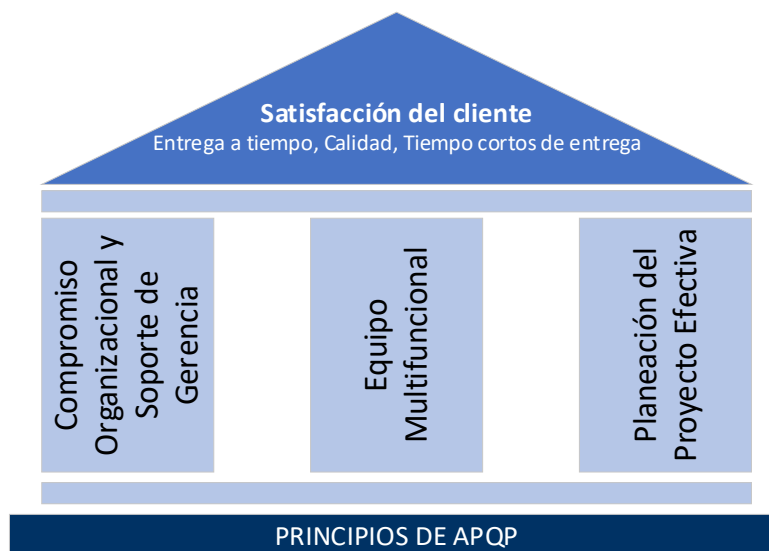 Satisfacción del cliente
Entrega a tiempo, Calidad, Tiempo cortos de entrega
Compromiso
Organizacional y
Soporte de
Gerencia
Equipo
Multifuncional
Planeación del
Proyecto Efectiva
PRINCIPIOS DE APQP